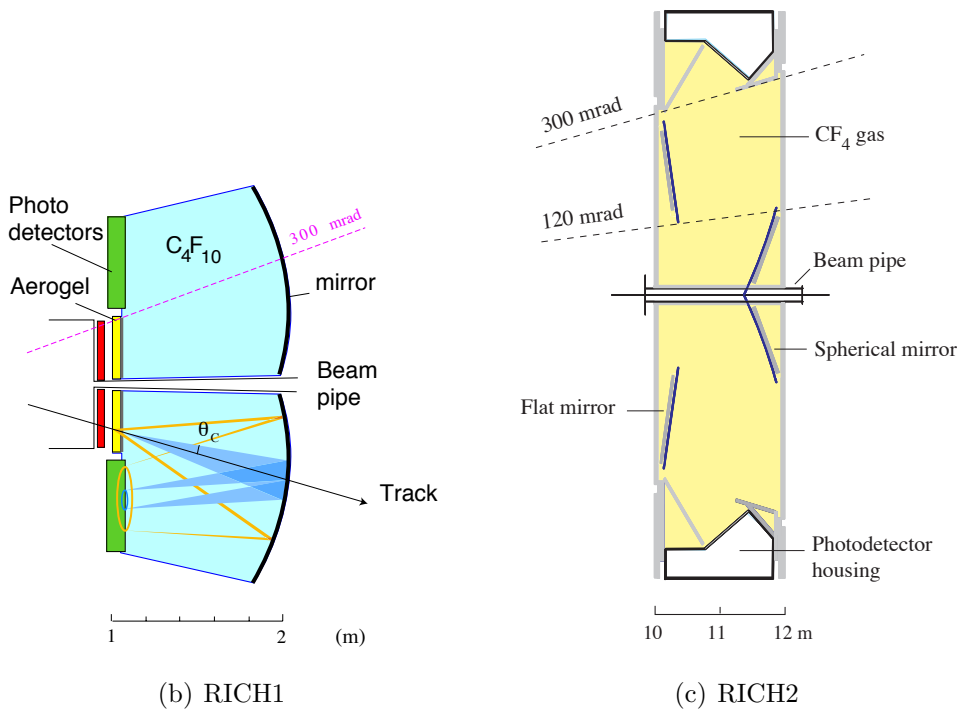 Photo
detectors
Aerogel
C₄F₁₀
300 mrad
mirror
Beam
pipe
θ_C
Track
1
2
(m)
(b) RICH1
300 mrad
CF₄ gas
120 mrad
Beam pipe
Spherical mirror
Flat mirror
Photodetector
housing
10
11
12 m
(c) RICH2